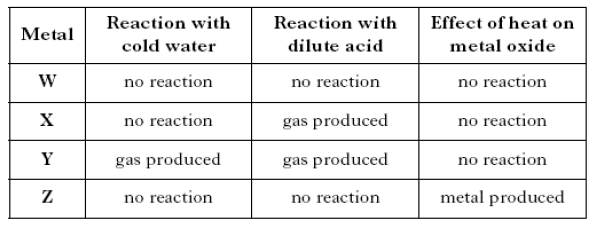 Metal Reaction with cold water Reaction with dilute acid Effect of heat on metal oxide
W no reaction no reaction no reaction
X no reaction gas produced no reaction
Y gas produced gas produced no reaction
Z no reaction no reaction metal produced